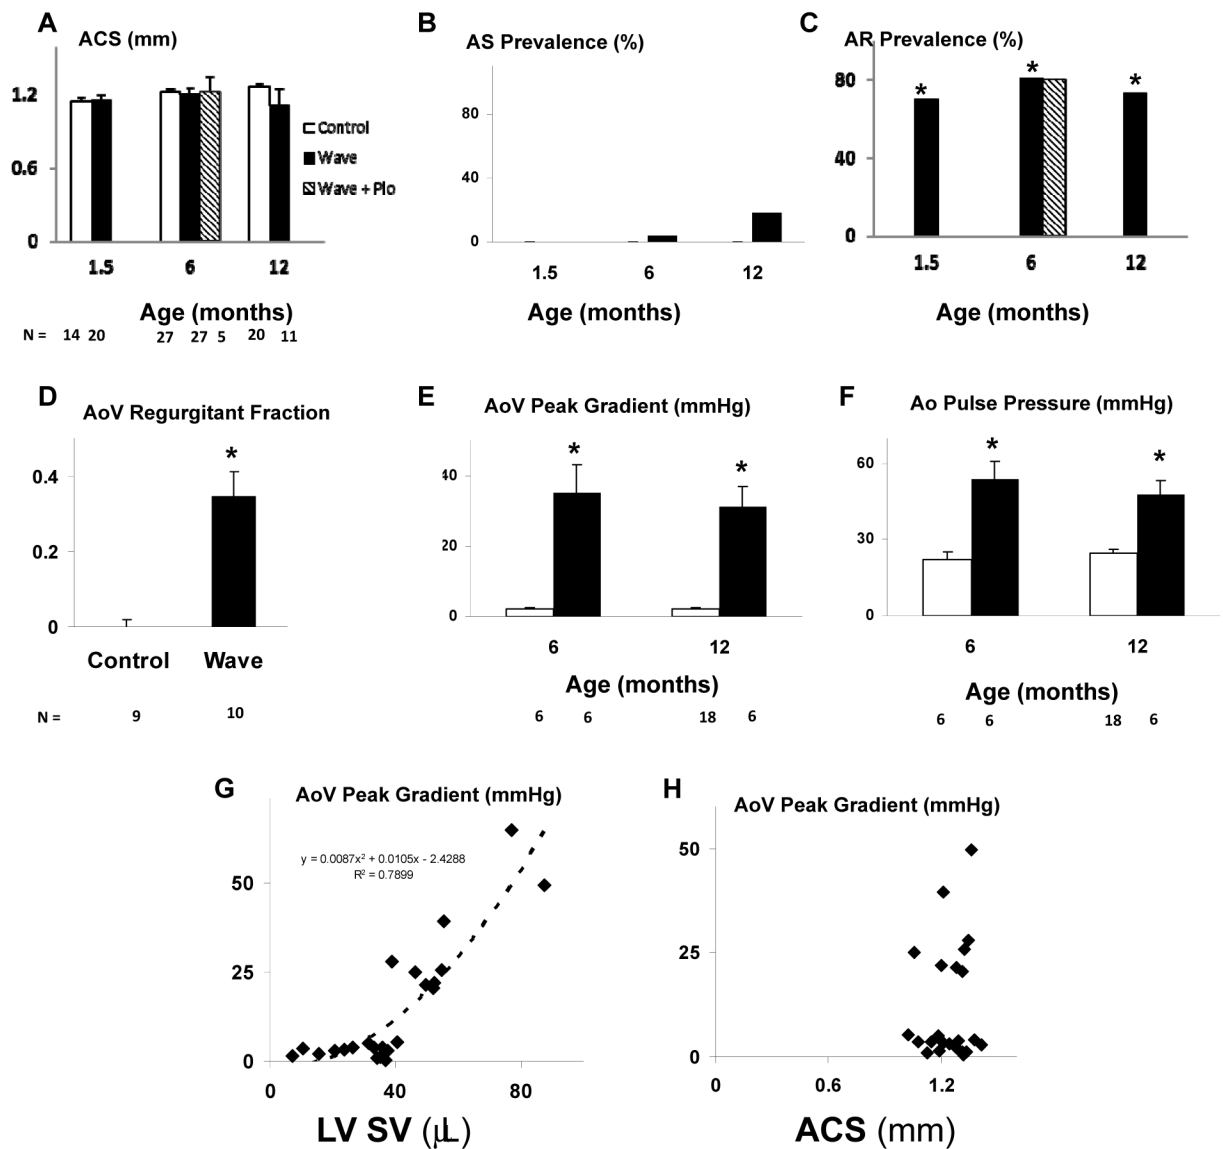 A
ACS (mm)
1.2
0.6
0
Control
Wave
Wave + Pio
1.5 6 12
Age (months)
N = 14 20 27 27 5 20 11
B
AS Prevalence (%)
80
40
0
1.5 6 12
Age (months)
C
AR Prevalence (%)
80
40
0
* * *
1.5 6 12
Age (months)
D
AoV Regurgitant Fraction
0.4
0.2
0
*
Control Wave
N = 9 10
E
AoV Peak Gradient (mmHg)
40
20
0
* *
6 12
Age (months)
6 6 18 6
F
Ao Pulse Pressure (mmHg)
60
30
0
* *
6 12
Age (months)
6 6 18 6
G
AoV Peak Gradient (mmHg)
y = 0.0087x² + 0.0105x - 2.4288
R² = 0.7899
50
25
0
0 40 80
LV SV (µL)
H
AoV Peak Gradient (mmHg)
50
25
0
0 0.6 1.2
ACS (mm)